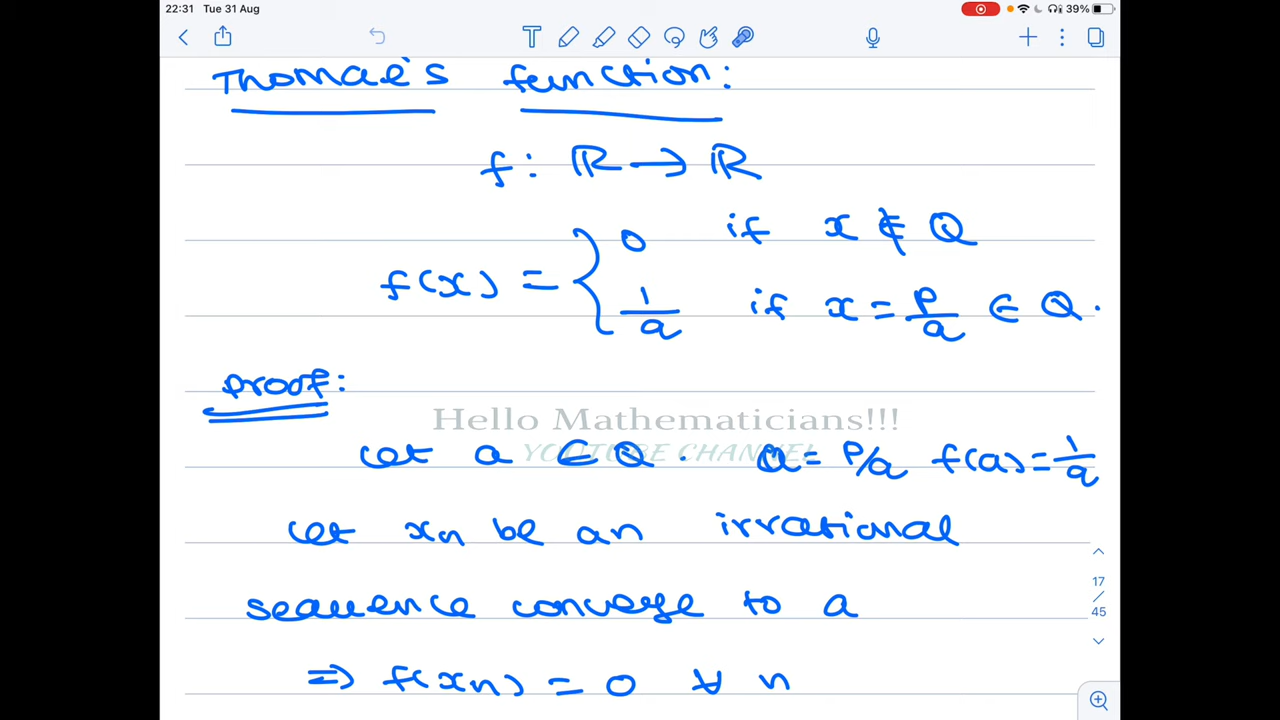 22:31 Tue 31 Aug
39%
Thomae's function:
f: ℝ → ℝ
f(x) = { 0 if x ∉ Q
1/q if x = p/q ∈ Q.
Proof:
Hello Mathematicians!!!
YOUTUBE CHANNEL
Let a ∈ Q. a = p/q f(a) = 1/q
Let xn be an irrational
sequence converge to a
⇒ f(xn) = 0 ∀ n
17
/
45